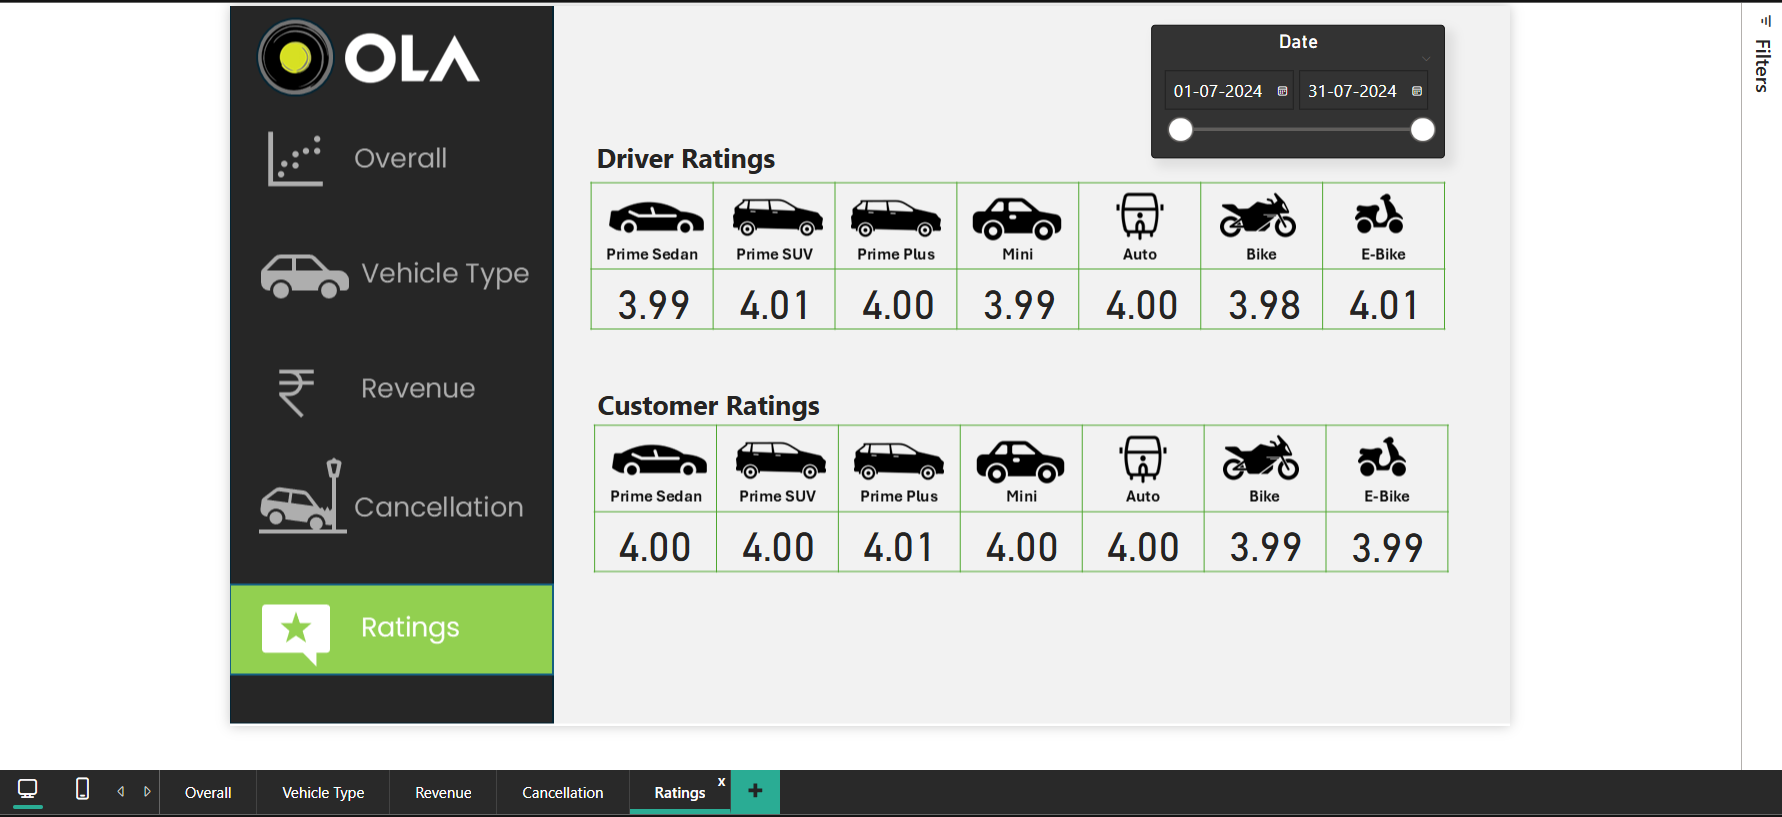 OLA
Overall
Vehicle Type
Revenue
Cancellation
Ratings
Date
01-07-2024 31-07-2024
Driver Ratings
Prime Sedan Prime SUV Prime Plus Mini Auto Bike E-Bike
3.99 4.01 4.00 3.99 4.00 3.98 4.01
Customer Ratings
Prime Sedan Prime SUV Prime Plus Mini Auto Bike E-Bike
4.00 4.00 4.01 4.00 4.00 3.99 3.99
Filters
Overall Vehicle Type Revenue Cancellation Ratings x +